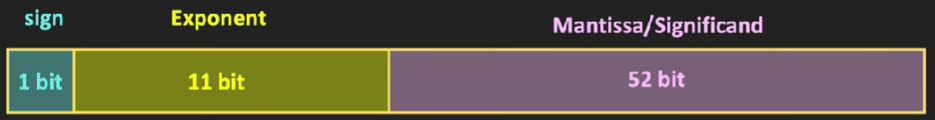 sign Exponent Mantissa/Significand
1 bit 11 bit 52 bit